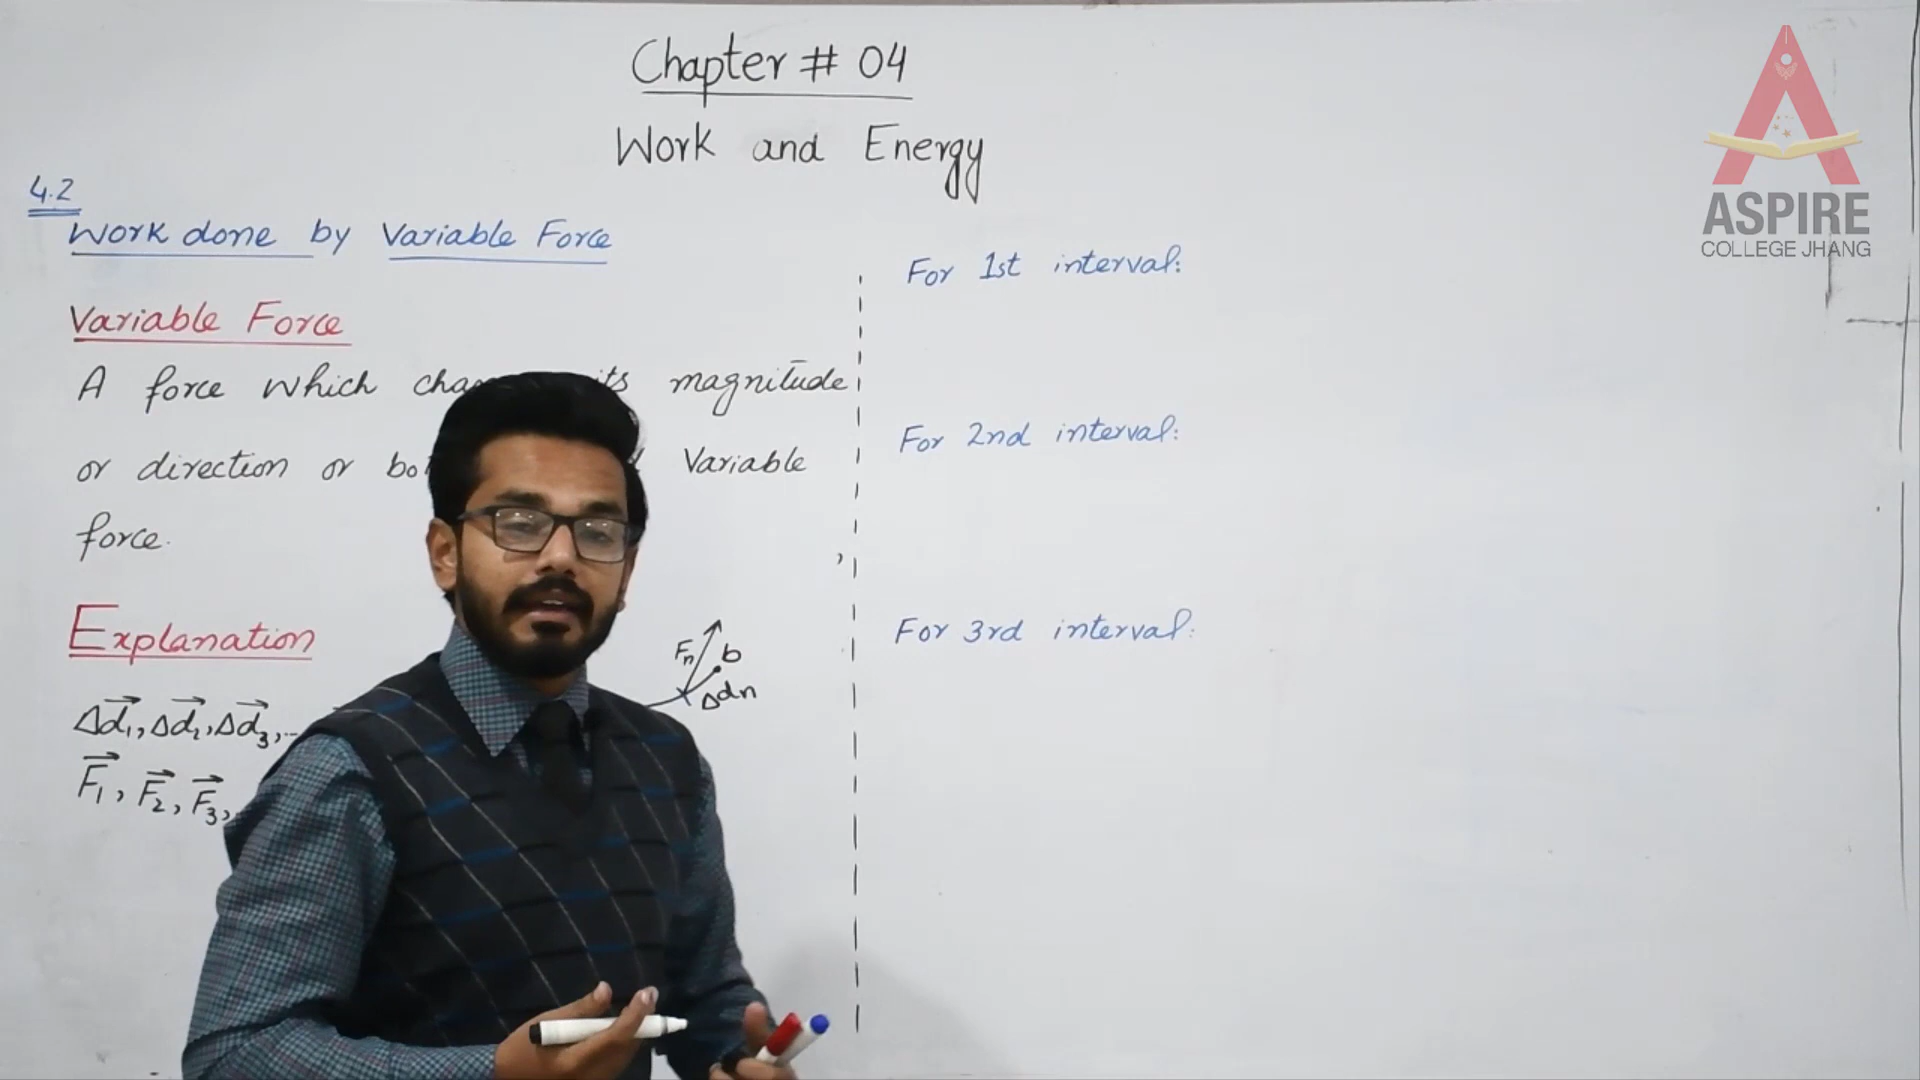 Chapter # 04
Work and Energy
4.2
Work done by Variable Force
Variable Force
A force which its magnitude
or direction or Variable
force.
Explanation
Δd₁, Δd₂, Δd₃, ..
F₁, F₂, F₃,
Fn b
Δdn
For 1st interval:
For 2nd interval:
For 3rd interval:
ASPIRE
COLLEGE JHANG